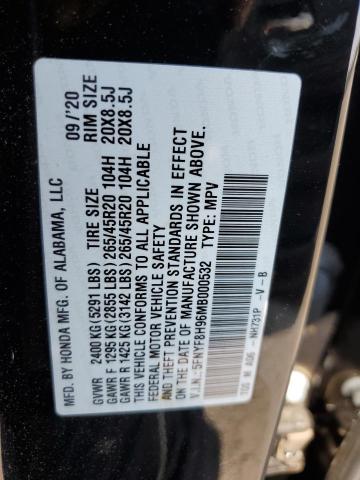 MFD. BY HONDA MFG. OF ALABAMA, LLC 09/'20
TIRE SIZE RIM SIZE
GVWR 2400 KG (5291 LBS)
GAWR F 1295 KG (2855 LBS) 265/45R20 104H 20X8.5J
GAWR R 1425 KG (3142 LBS) 265/45R20 104H 20X8.5J
THIS VEHICLE CONFORMS TO ALL APPLICABLE
FEDERAL MOTOR VEHICLE SAFETY
AND THEFT PREVENTION STANDARDS IN EFFECT
ON THE DATE OF MANUFACTURE SHOWN ABOVE.
V.I.N.: 5FNYF8H96MB000532 TYPE: MPV
NH731P -V-B